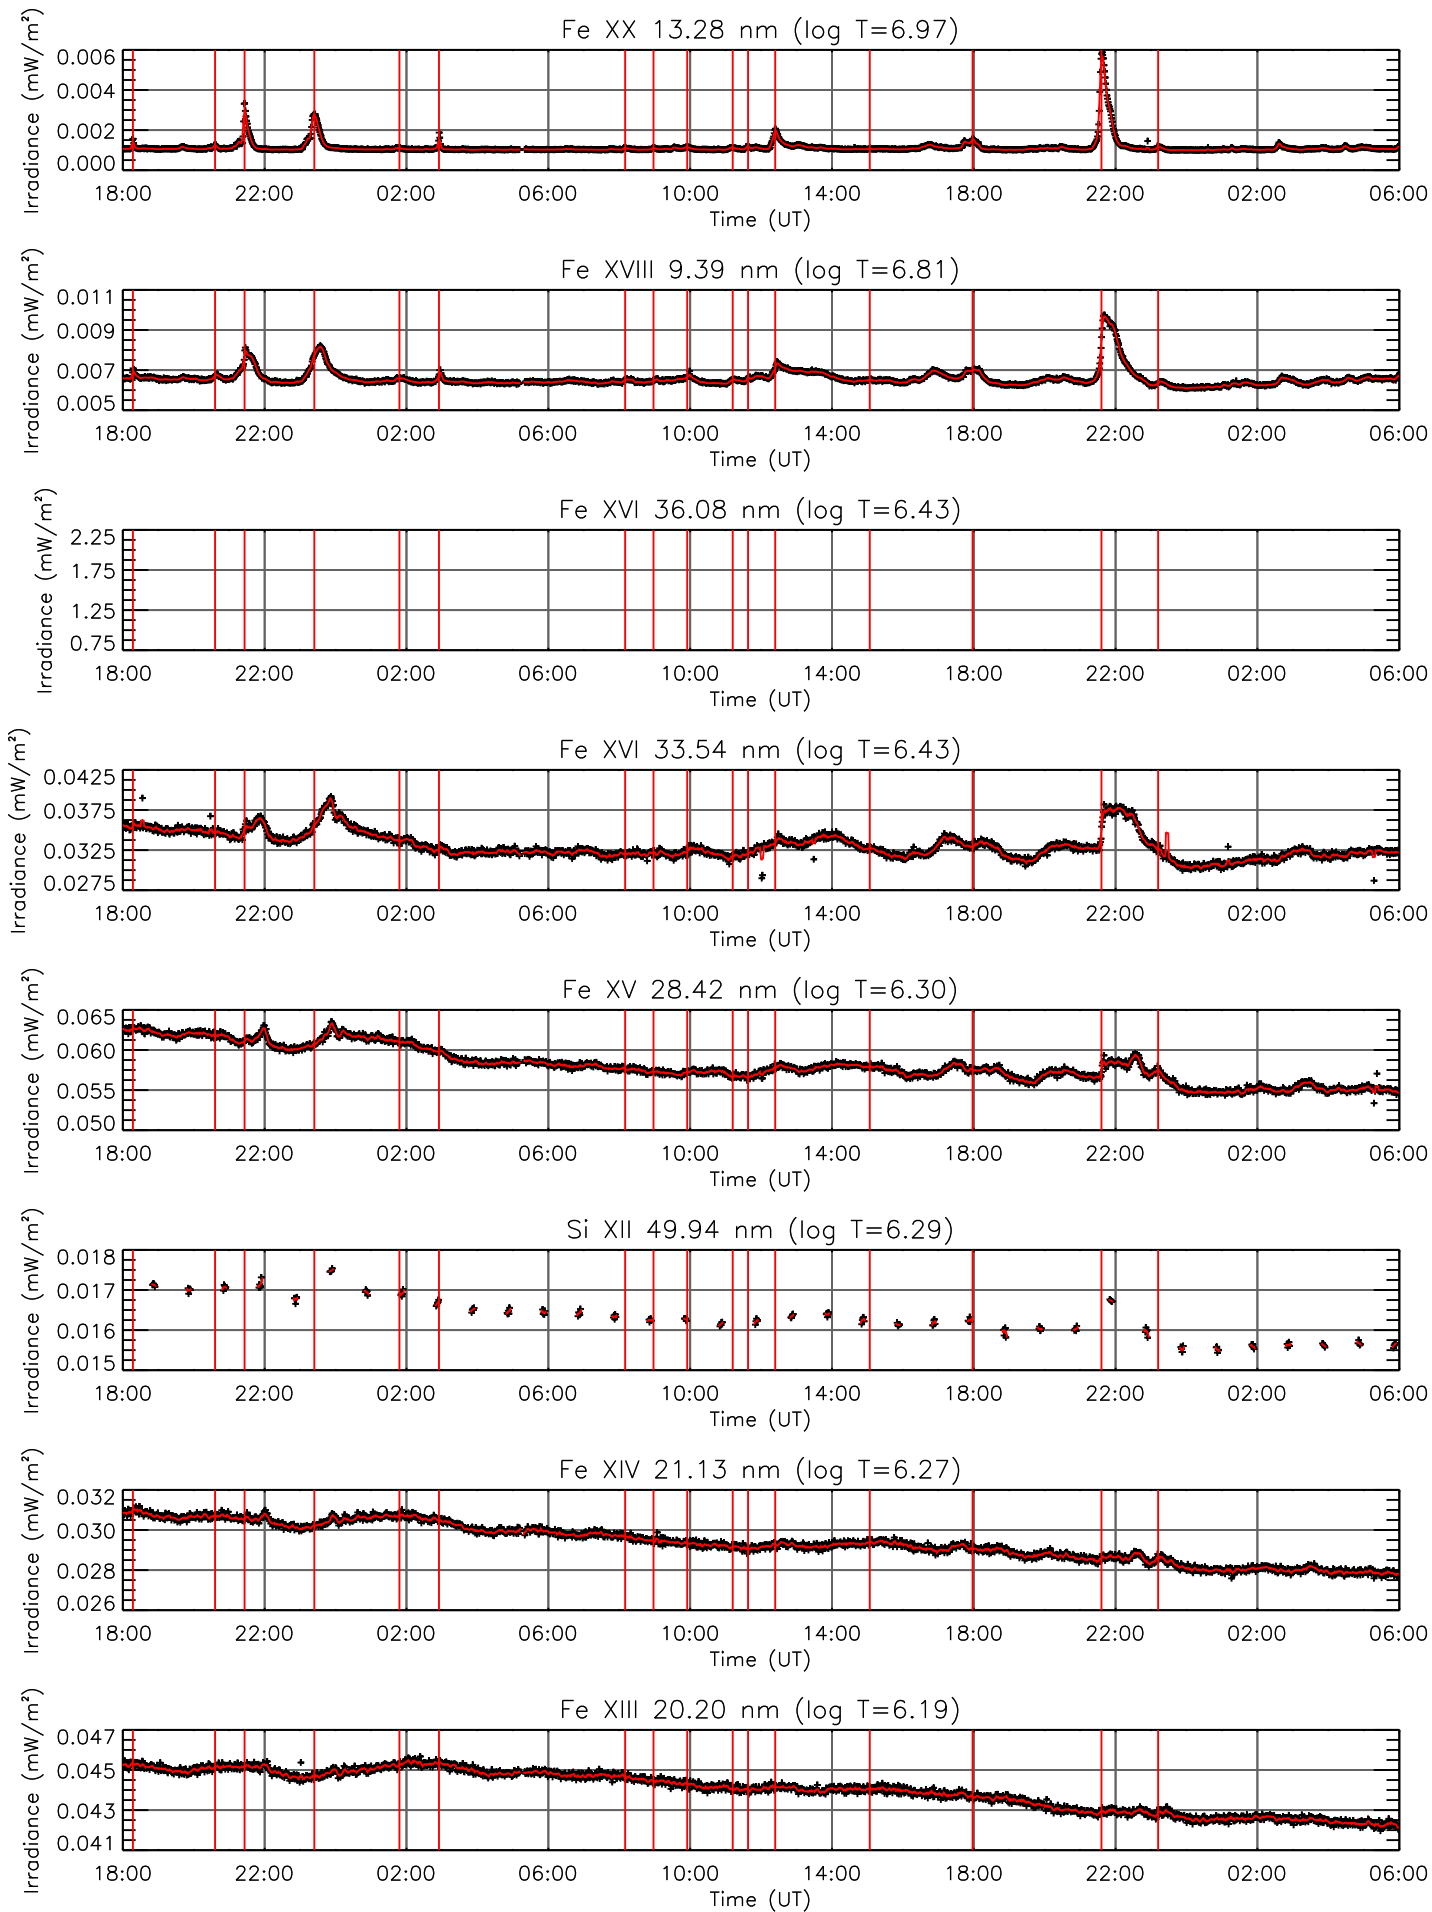 Fe XX 13.28 nm (log T=6.97)
Irradiance (mW/m²)
0.006
0.004
0.002
0.000
18:00 22:00 02:00 06:00 10:00 14:00 18:00 22:00 02:00 06:00
Time (UT)
Fe XVIII 9.39 nm (log T=6.81)
Irradiance (mW/m²)
0.011
0.009
0.007
0.005
18:00 22:00 02:00 06:00 10:00 14:00 18:00 22:00 02:00 06:00
Time (UT)
Fe XVI 36.08 nm (log T=6.43)
Irradiance (mW/m²)
2.25
1.75
1.25
0.75
18:00 22:00 02:00 06:00 10:00 14:00 18:00 22:00 02:00 06:00
Time (UT)
Fe XVI 33.54 nm (log T=6.43)
Irradiance (mW/m²)
0.0425
0.0375
0.0325
0.0275
18:00 22:00 02:00 06:00 10:00 14:00 18:00 22:00 02:00 06:00
Time (UT)
Fe XV 28.42 nm (log T=6.30)
Irradiance (mW/m²)
0.065
0.060
0.055
0.050
18:00 22:00 02:00 06:00 10:00 14:00 18:00 22:00 02:00 06:00
Time (UT)
Si XII 49.94 nm (log T=6.29)
Irradiance (mW/m²)
0.018
0.017
0.016
0.015
18:00 22:00 02:00 06:00 10:00 14:00 18:00 22:00 02:00 06:00
Time (UT)
Fe XIV 21.13 nm (log T=6.27)
Irradiance (mW/m²)
0.032
0.030
0.028
0.026
18:00 22:00 02:00 06:00 10:00 14:00 18:00 22:00 02:00 06:00
Time (UT)
Fe XIII 20.20 nm (log T=6.19)
Irradiance (mW/m²)
0.047
0.045
0.043
0.041
18:00 22:00 02:00 06:00 10:00 14:00 18:00 22:00 02:00 06:00
Time (UT)